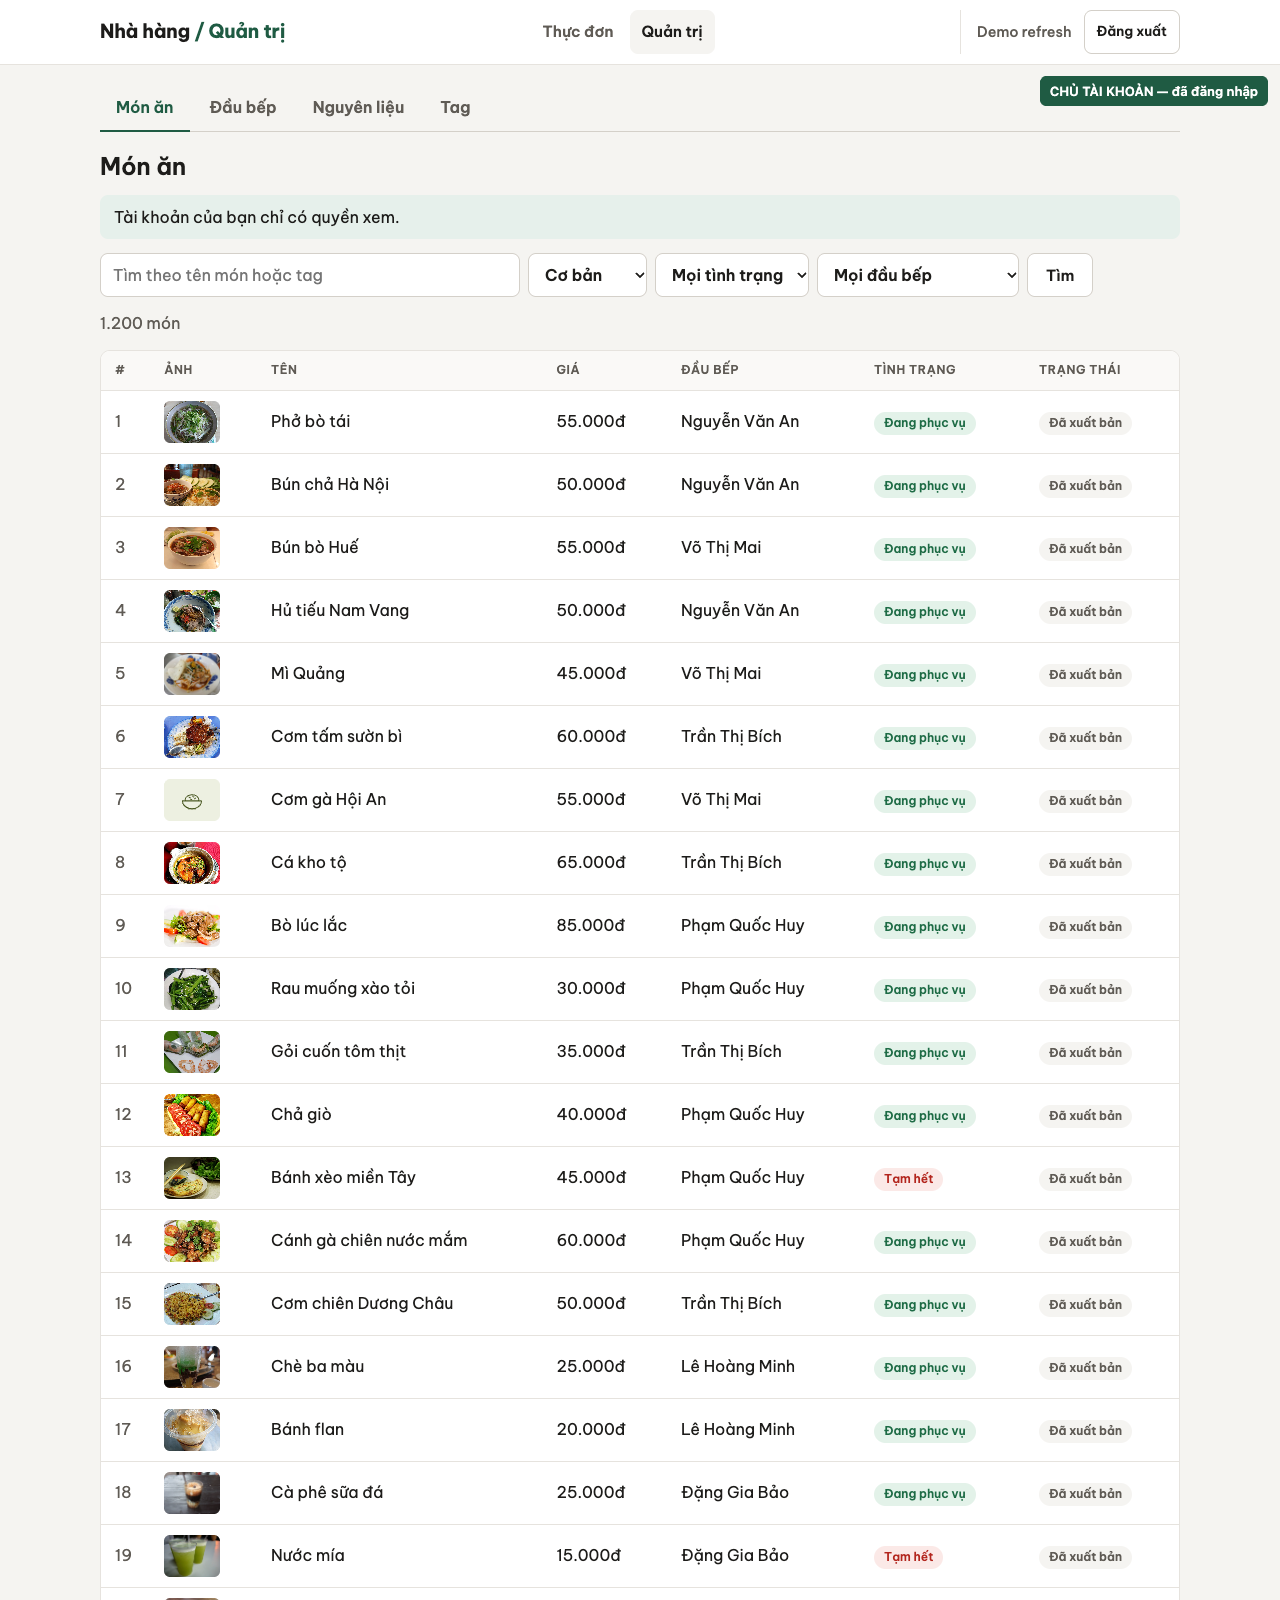 Nhà hàng / Quản trị
Thực đơn
Quản trị
Demo refresh
Đăng xuất
CHỦ TÀI KHOẢN — đã đăng nhập
Món ăn
Đầu bếp
Nguyên liệu
Tag
Món ăn
Tài khoản của bạn chỉ có quyền xem.
Tìm theo tên món hoặc tag
Cơ bản
Mọi tình trạng
Mọi đầu bếp
Tìm
1.200 món
# ẢNH TÊN GIÁ ĐẦU BẾP TÌNH TRẠNG TRẠNG THÁI
1 Phở bò tái 55.000đ Nguyễn Văn An Đang phục vụ Đã xuất bản
2 Bún chả Hà Nội 50.000đ Nguyễn Văn An Đang phục vụ Đã xuất bản
3 Bún bò Huế 55.000đ Võ Thị Mai Đang phục vụ Đã xuất bản
4 Hủ tiếu Nam Vang 50.000đ Nguyễn Văn An Đang phục vụ Đã xuất bản
5 Mì Quảng 45.000đ Võ Thị Mai Đang phục vụ Đã xuất bản
6 Cơm tấm sườn bì 60.000đ Trần Thị Bích Đang phục vụ Đã xuất bản
7 Cơm gà Hội An 55.000đ Võ Thị Mai Đang phục vụ Đã xuất bản
8 Cá kho tộ 65.000đ Trần Thị Bích Đang phục vụ Đã xuất bản
9 Bò lúc lắc 85.000đ Phạm Quốc Huy Đang phục vụ Đã xuất bản
10 Rau muống xào tỏi 30.000đ Phạm Quốc Huy Đang phục vụ Đã xuất bản
11 Gỏi cuốn tôm thịt 35.000đ Trần Thị Bích Đang phục vụ Đã xuất bản
12 Chả giò 40.000đ Phạm Quốc Huy Đang phục vụ Đã xuất bản
13 Bánh xèo miền Tây 45.000đ Phạm Quốc Huy Tạm hết Đã xuất bản
14 Cánh gà chiên nước mắm 60.000đ Phạm Quốc Huy Đang phục vụ Đã xuất bản
15 Cơm chiên Dương Châu 50.000đ Trần Thị Bích Đang phục vụ Đã xuất bản
16 Chè ba màu 25.000đ Lê Hoàng Minh Đang phục vụ Đã xuất bản
17 Bánh flan 20.000đ Lê Hoàng Minh Đang phục vụ Đã xuất bản
18 Cà phê sữa đá 25.000đ Đặng Gia Bảo Đang phục vụ Đã xuất bản
19 Nước mía 15.000đ Đặng Gia Bảo Tạm hết Đã xuất bản